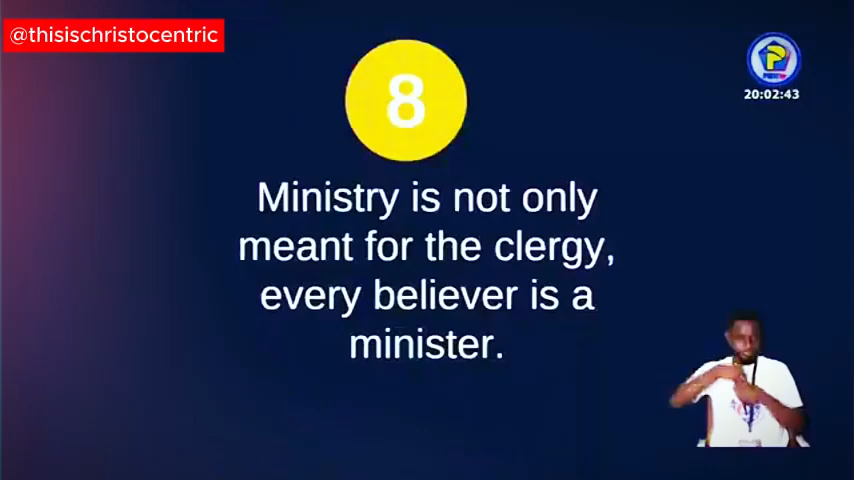 @thisischristocentric
P
20:02:43
8
Ministry is not only
meant for the clergy,
every believer is a
minister.